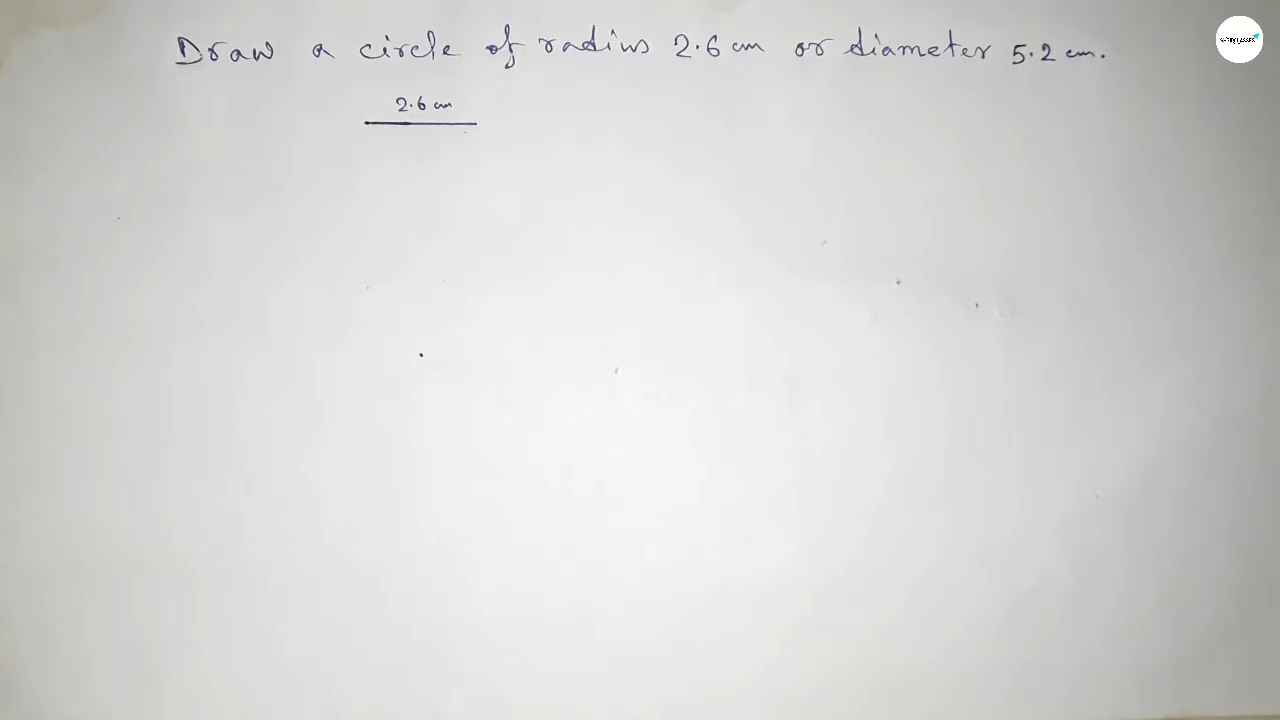 Draw a circle of radius 2.6 cm or diameter 5.2 cm.
2.6 cm